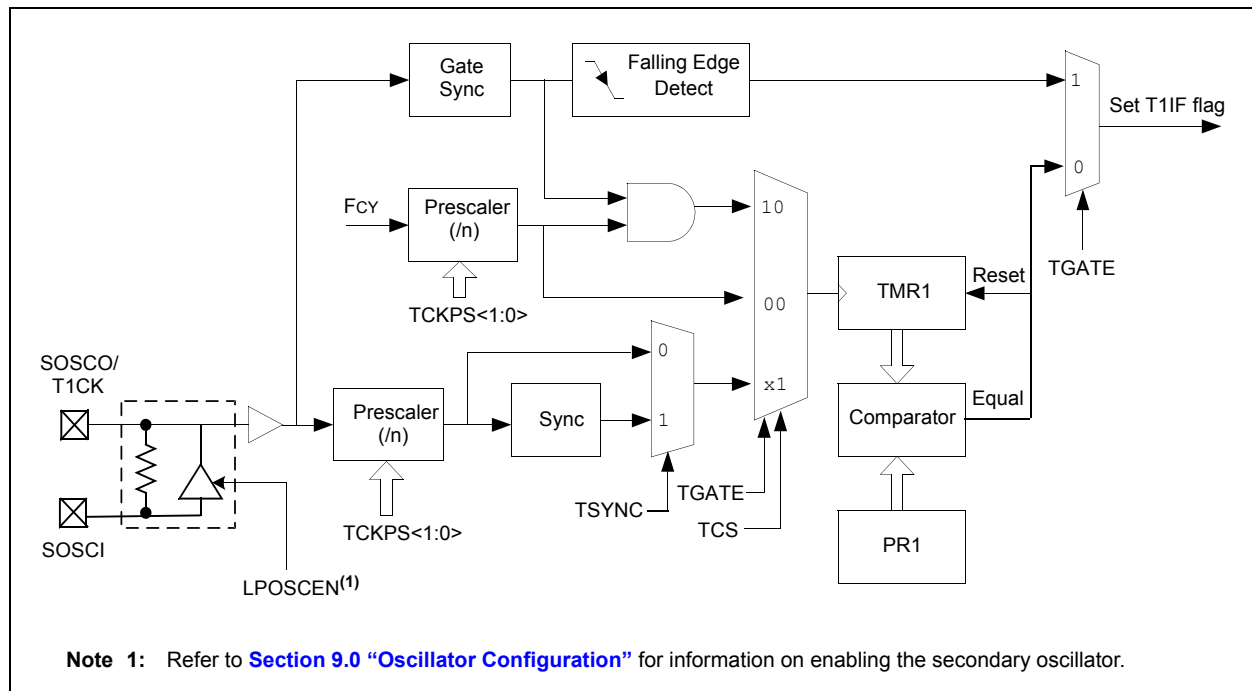 Gate
Sync
Falling Edge
Detect
1
Set T1IF flag
0
FCY
Prescaler
(/n)
10
TGATE
TCKPS<1:0>
00
Reset
TMR1
SOSCO/
T1CK
0
x1
Prescaler
(/n)
Sync
1
Comparator
Equal
TSYNC
TGATE
TCS
TCKPS<1:0>
SOSCI
PR1
LPOSCEN(1)
Note 1: Refer to Section 9.0 “Oscillator Configuration” for information on enabling the secondary oscillator.